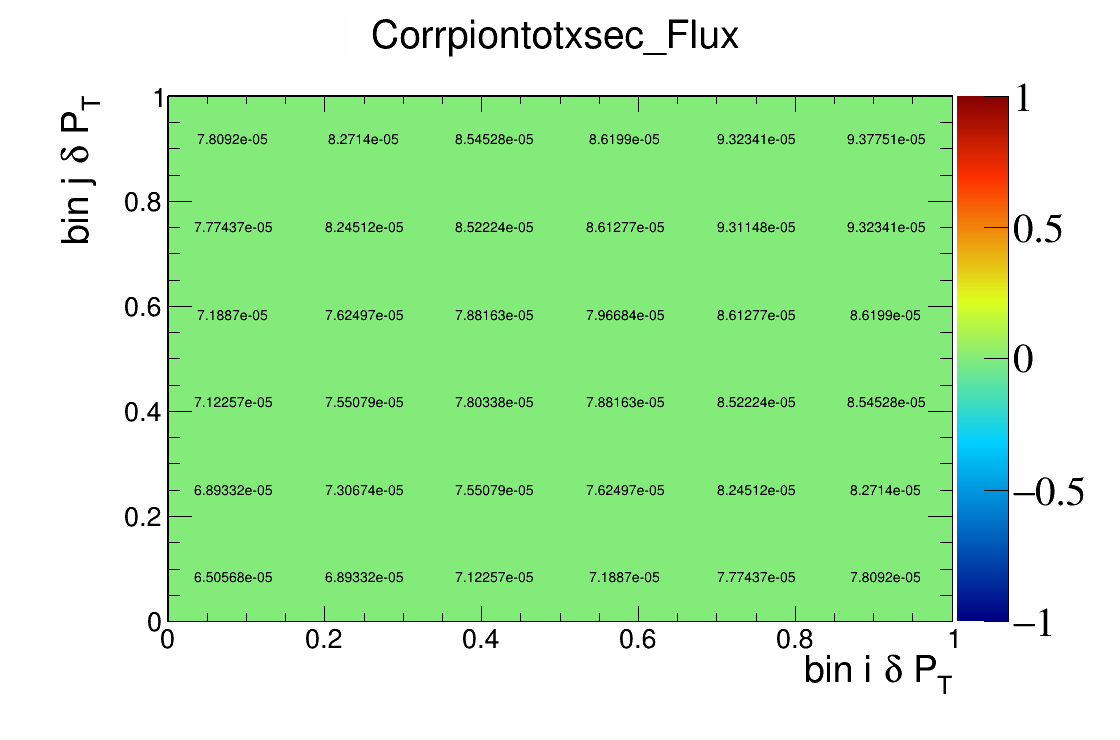 Corrpiontotxsec_Flux
bin j δ P_T
1
0.8
0.6
0.4
0.2
0
7.8092e-05 8.2714e-05 8.54528e-05 8.6199e-05 9.32341e-05 9.37751e-05
7.77437e-05 8.24512e-05 8.52224e-05 8.61277e-05 9.31148e-05 9.32341e-05
7.1887e-05 7.62497e-05 7.88163e-05 7.96684e-05 8.61277e-05 8.6199e-05
7.12257e-05 7.55079e-05 7.80338e-05 7.88163e-05 8.52224e-05 8.54528e-05
6.89332e-05 7.30674e-05 7.55079e-05 7.62497e-05 8.24512e-05 8.2714e-05
6.50568e-05 6.89332e-05 7.12257e-05 7.1887e-05 7.77437e-05 7.8092e-05
0 0.2 0.4 0.6 0.8 1
bin i δ P_T
1
0.5
0
−0.5
−1